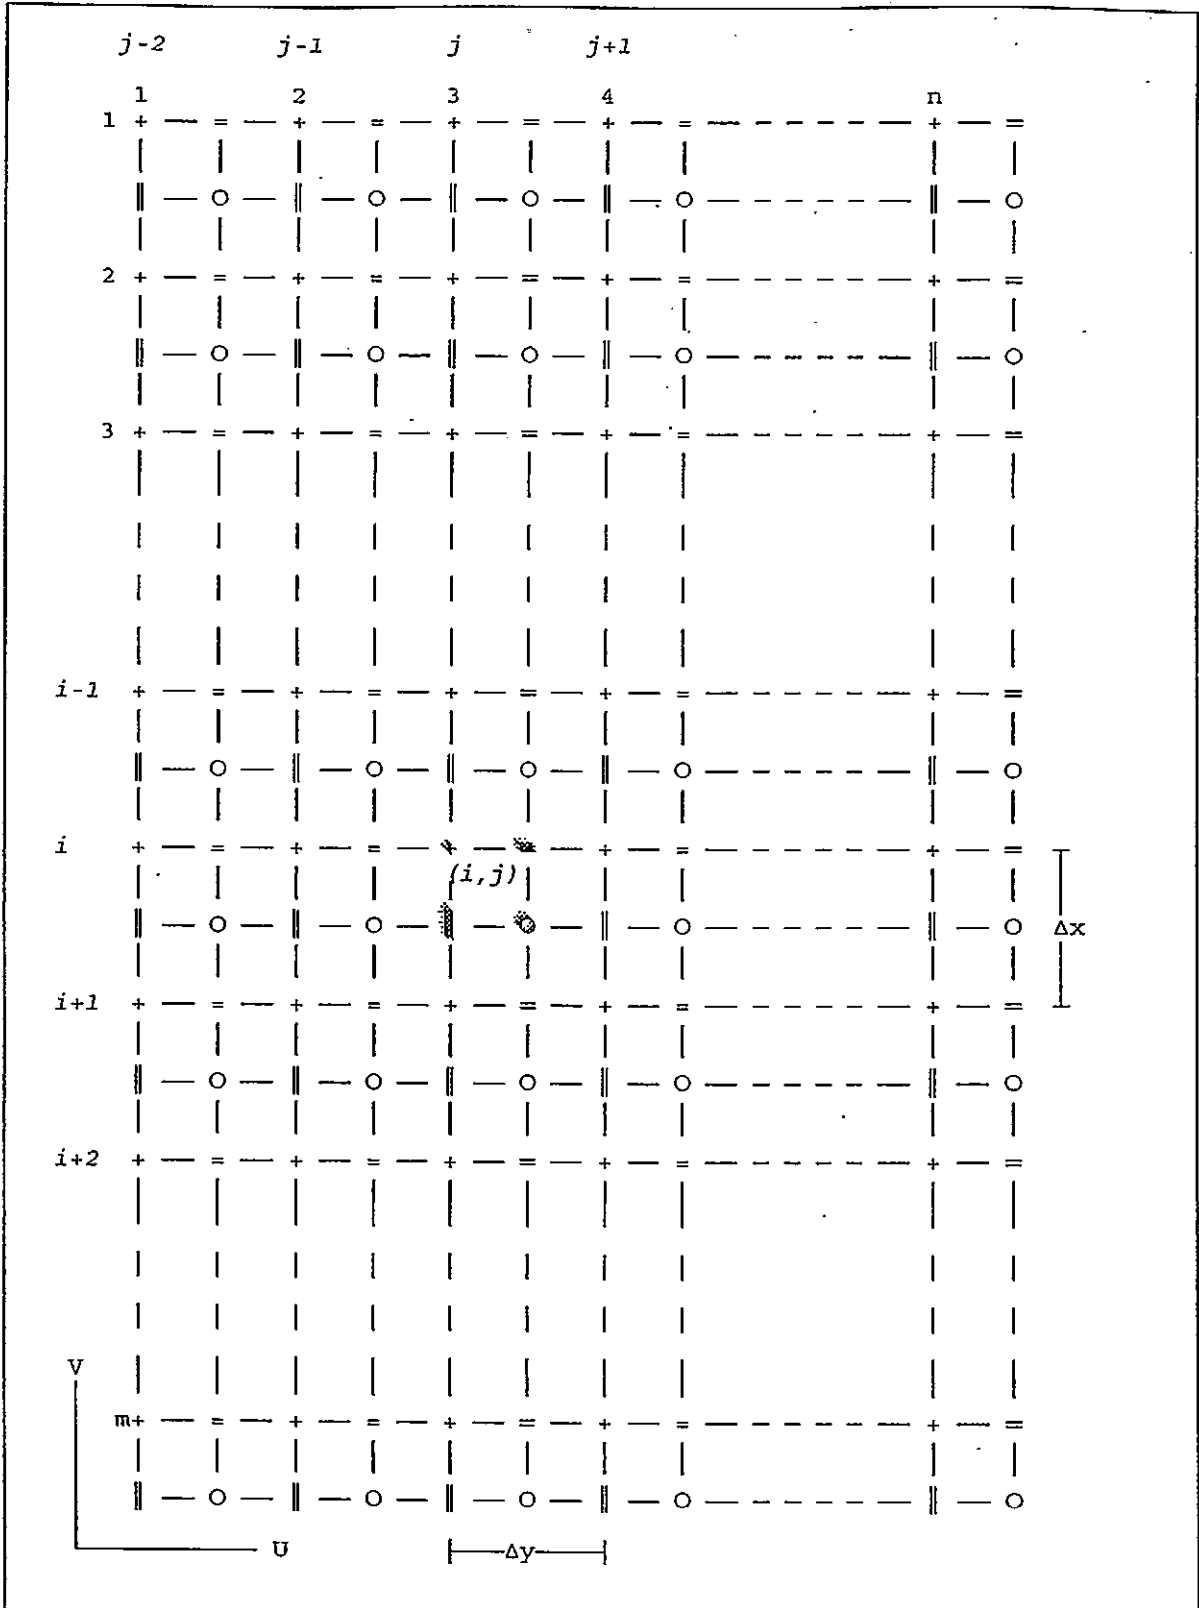 j-2 j-1 j j+1
1 2 3 4 n
1 + — = — + — = — + — = — + — = — – – – – — + — =
‖ — O — ‖ — O — ‖ — O — ‖ — O — – – – – — ‖ — O
2 + — = — + — = — + — = — + — = — – – – – — + — =
‖ — O — ‖ — O — ‖ — O — ‖ — O — – – – – — ‖ — O
3 + — = — + — = — + — = — + — = — – – – – — + — =
i-1 + — = — + — = — + — = — + — = — – – – – — + — =
‖ — O — ‖ — O — ‖ — O — ‖ — O — – – – – — ‖ — O
i + — = — + — = — + — = — + — = — – – – – — + — =
(i,j)
‖ — O — ‖ — O — ‖ — O — ‖ — O — – – – – — ‖ — O Δx
i+1 + — = — + — = — + — = — + — = — – – – – — + — =
‖ — O — ‖ — O — ‖ — O — ‖ — O — – – – – — ‖ — O
i+2 + — = — + — = — + — = — + — = — – – – – — + — =
V
m+ — = — + — = — + — = — + — = — – – – – — + — =
‖ — O — ‖ — O — ‖ — O — ‖ — O — – – – – — ‖ — O
U Δy